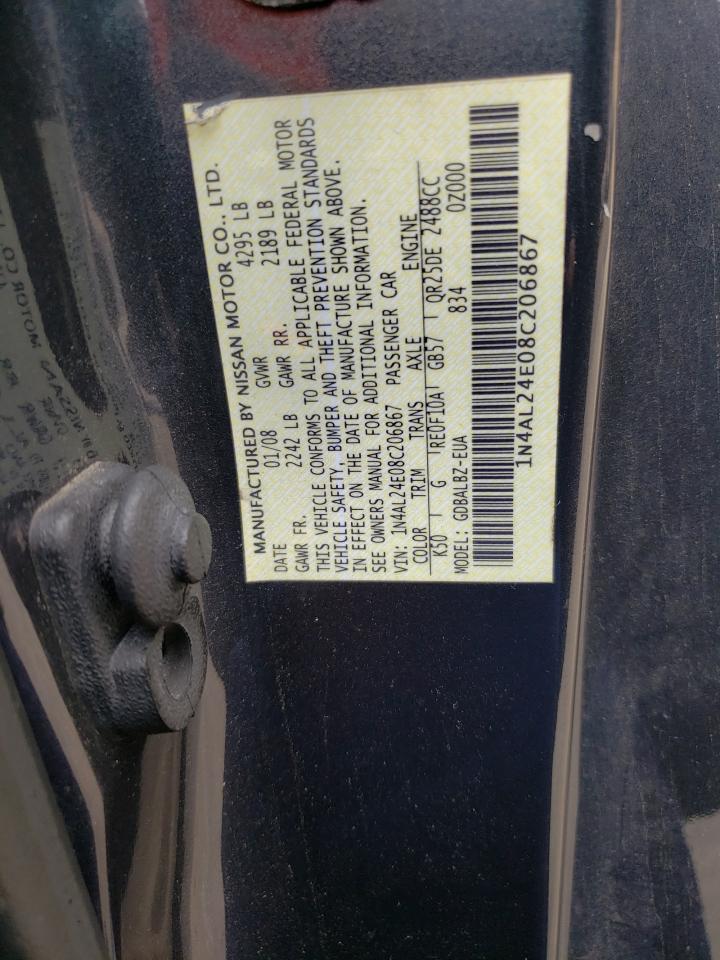 MANUFACTURED BY NISSAN MOTOR CO., LTD.
DATE 01/08 GVWR 4295 LB
GAWR FR. 2242 LB GAWR RR. 2189 LB
THIS VEHICLE CONFORMS TO ALL APPLICABLE FEDERAL MOTOR
VEHICLE SAFETY, BUMPER AND THEFT PREVENTION STANDARDS
IN EFFECT ON THE DATE OF MANUFACTURE SHOWN ABOVE.
SEE OWNERS MANUAL FOR ADDITIONAL INFORMATION.
VIN: 1N4AL24E08C206867 PASSENGER CAR
COLOR TRIM TRANS AXLE ENGINE
K50 G RE0F10A GB57 QR25DE 2488CC
MODEL: GDBALBZ-EUA 834 0Z000
1N4AL24E08C206867
MOTOR CO